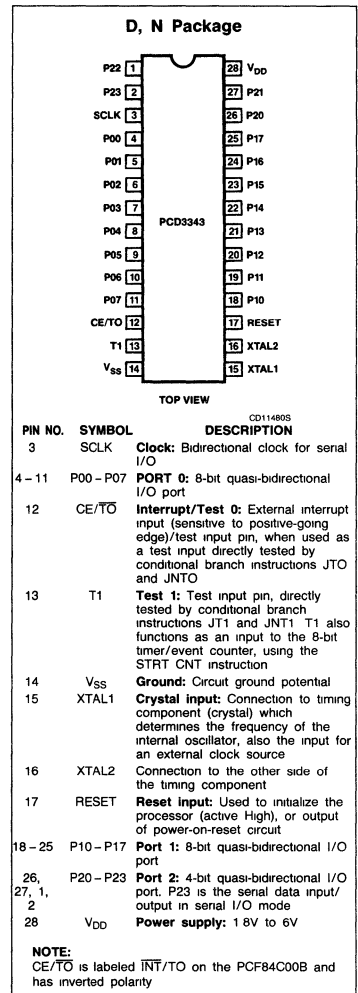 D, N Package
P22 1
28 VDD
P23 2
27 P21
SCLK 3
26 P20
P00 4
25 P17
P01 5
24 P16
P02 6
23 P15
P03 7
22 P14
PCD3343
P04 8
21 P13
P05 9
20 P12
P06 10
19 P11
P07 11
18 P10
CE/TO 12
17 RESET
T1 13
16 XTAL2
VSS 14
15 XTAL1
TOP VIEW
CD11480S
PIN NO. SYMBOL DESCRIPTION
3 SCLK Clock: Bidirectional clock for serial
I/O
4 – 11 P00 – P07 PORT 0: 8-bit quasi-bidirectional
I/O port
12 CE/T̅O̅ Interrupt/Test 0: External interrupt
input (sensitive to positive-going
edge)/test input pin, when used as
a test input directly tested by
conditional branch instructions JTO
and JNTO
13 T1 Test 1: Test input pin, directly
tested by conditional branch
instructions JT1 and JNT1 T1 also
functions as an input to the 8-bit
timer/event counter, using the
STRT CNT instruction
14 VSS Ground: Circuit ground potential
15 XTAL1 Crystal input: Connection to timing
component (crystal) which
determines the frequency of the
internal oscillator, also the input for
an external clock source
16 XTAL2 Connection to the other side of
the timing component
17 RESET Reset input: Used to initialize the
processor (active High), or output
of power-on-reset circuit
18 – 25 P10 – P17 Port 1: 8-bit quasi-bidirectional I/O
port
26, P20 – P23 Port 2: 4-bit quasi-bidirectional I/O
27, 1, port. P23 is the serial data input/
2 output in serial I/O mode
28 VDD Power supply: 1 8V to 6V
NOTE:
CE/T̅O̅ is labeled I̅N̅T̅/TO on the PCF84C00B and
has inverted polarity